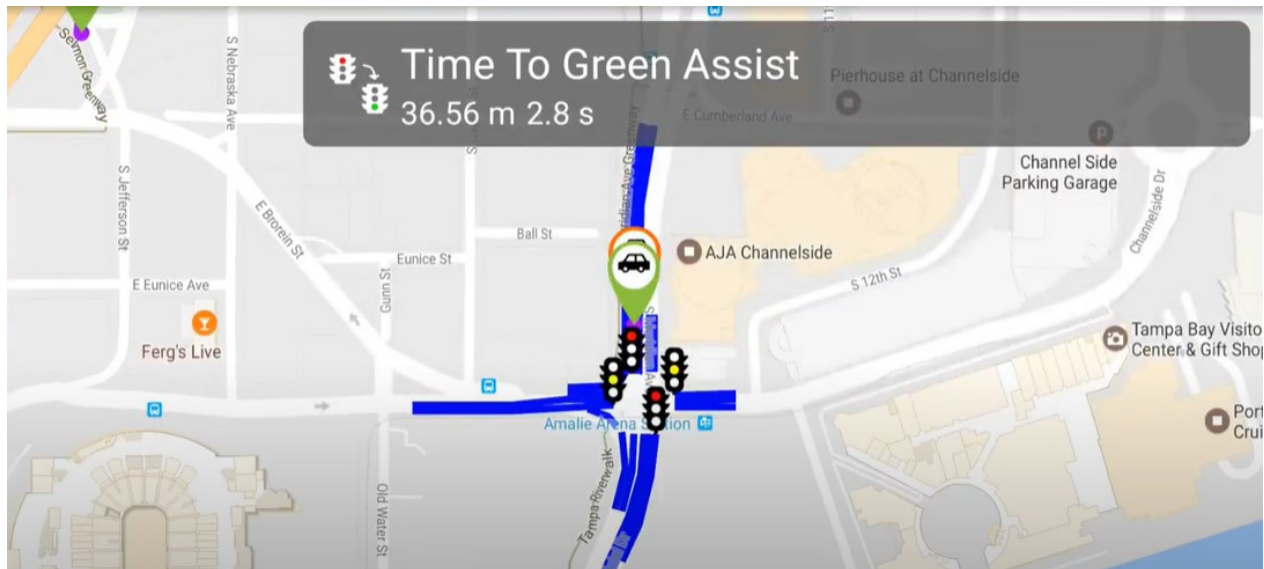 Time To Green Assist
36.56 m 2.8 s
Selmon Greenway
S Nebraska Ave
Pierhouse at Channelside
E Cumberland Ave
Channel Side
Parking Garage
S Jefferson St
E Brorein St
Ball St
Eunice St
Gunn St
AJA Channelside
S 12th St
Channelside Dr
E Eunice Ave
Ferg's Live
Tampa Bay Visito
Center & Gift Shop
Amalie Arena Station
Port
Crui
Old Water St
Tampa Riverwalk